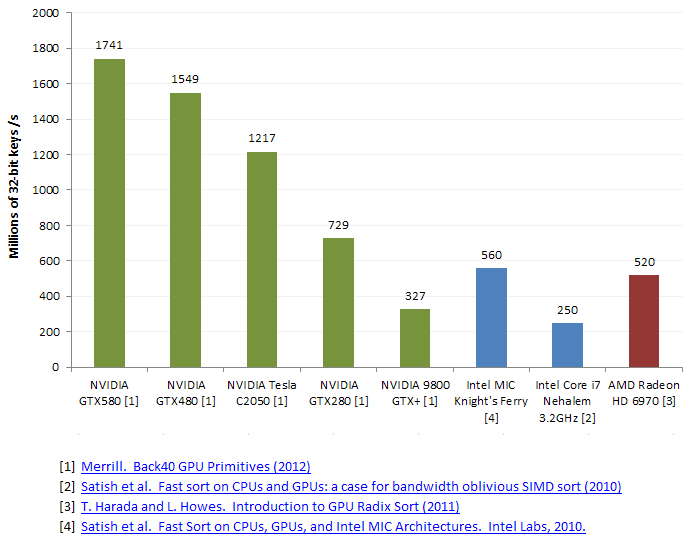 Millions of 32-bit keys /s
2000
1800
1600
1400
1200
1000
800
600
400
200
0
1741
1549
1217
729
327
560
250
520
NVIDIA
GTX580 [1]
NVIDIA
GTX480 [1]
NVIDIA Tesla
C2050 [1]
NVIDIA
GTX280 [1]
NVIDIA 9800
GTX+ [1]
Intel MIC
Knight's Ferry
[4]
Intel Core i7
Nehalem
3.2GHz [2]
AMD Radeon
HD 6970 [3]
[1] Merrill. Back40 GPU Primitives (2012)
[2] Satish et al. Fast sort on CPUs and GPUs: a case for bandwidth oblivious SIMD sort (2010)
[3] T. Harada and L. Howes. Introduction to GPU Radix Sort (2011)
[4] Satish et al. Fast Sort on CPUs, GPUs, and Intel MIC Architectures. Intel Labs, 2010.